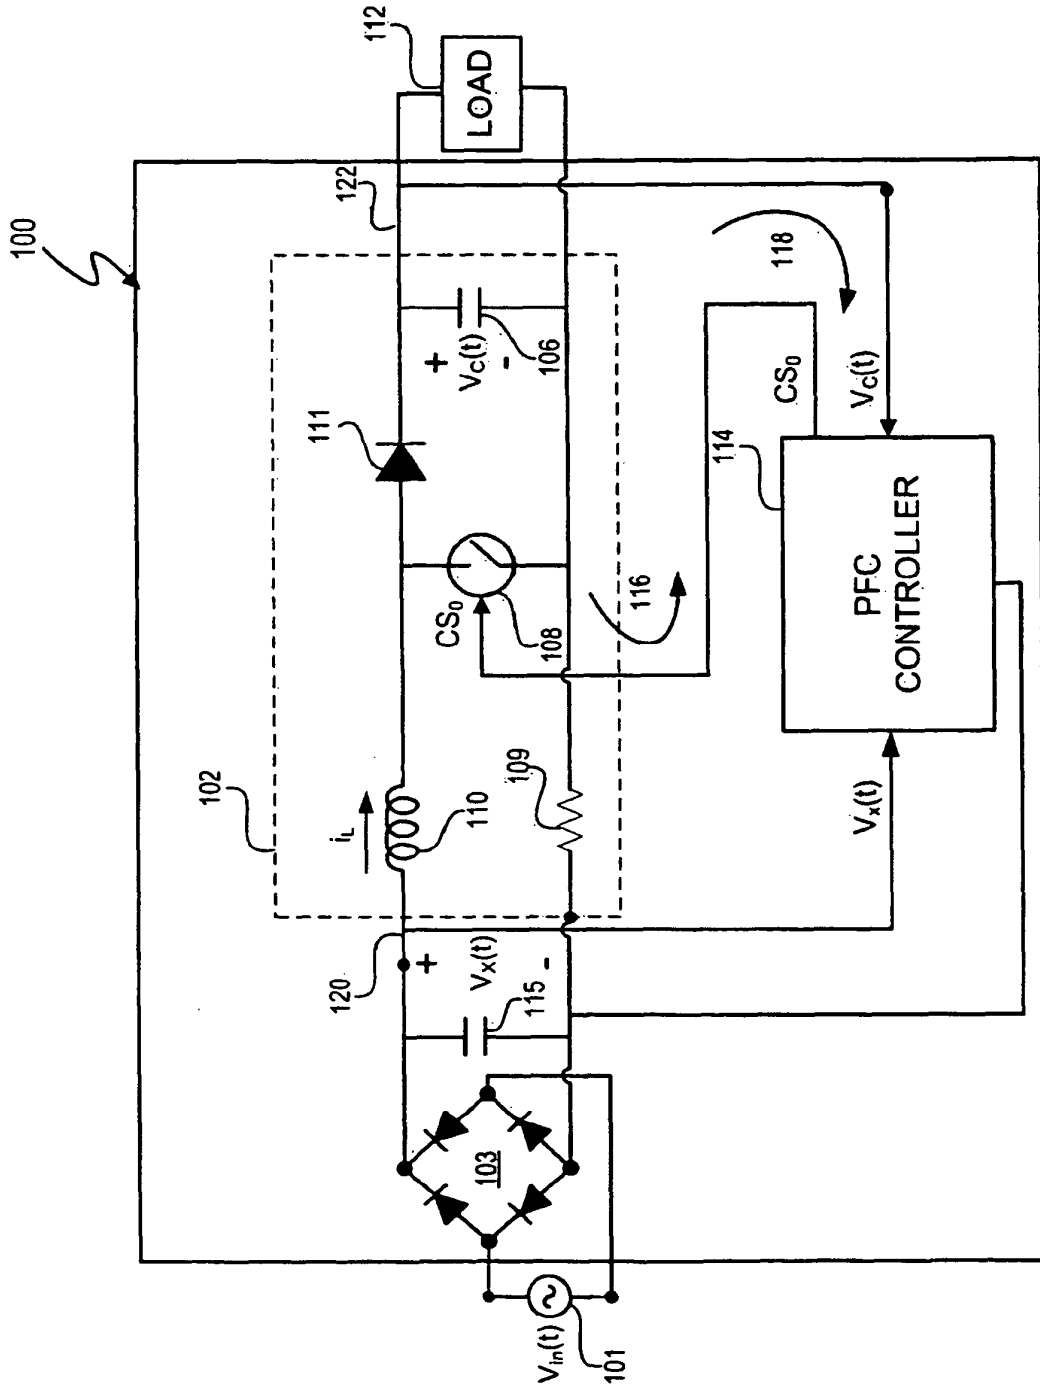 100
112
LOAD
122
102
111
+
Vc(t)
-
106
iL
110
CS0
108
109
116
118
120
+
Vx(t)
-
115
103
Vin(t)
101
CS0
Vc(t)
114
PFC
CONTROLLER
Vx(t)